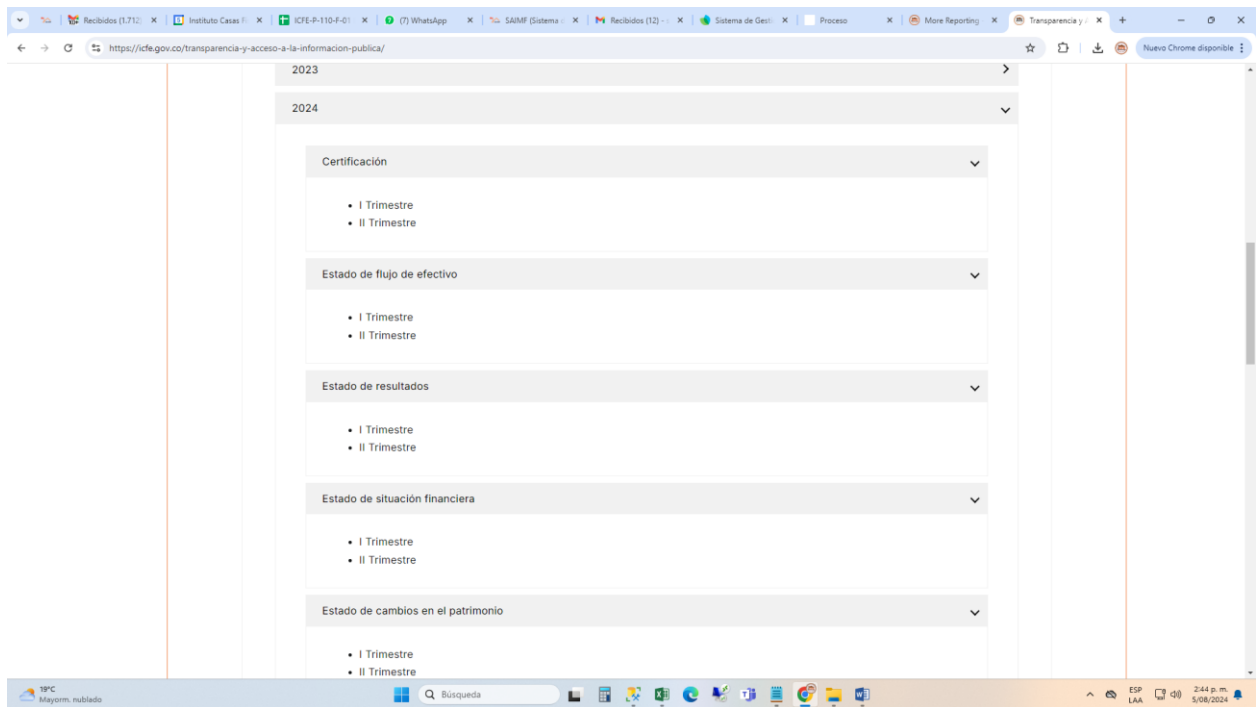 Recibidos (1.712)
Instituto Casas Fi
ICFE-P-110-F-01
(7) WhatsApp
SAIMF (Sistema
Recibidos (12) -
Sistema de Gesti
Proceso
More Reporting
Transparencia y
https://icfe.gov.co/transparencia-y-acceso-a-la-informacion-publica/
Nuevo Chrome disponible
2023
2024
Certificación
• I Trimestre
• II Trimestre
Estado de flujo de efectivo
• I Trimestre
• II Trimestre
Estado de resultados
• I Trimestre
• II Trimestre
Estado de situación financiera
• I Trimestre
• II Trimestre
Estado de cambios en el patrimonio
• I Trimestre
• II Trimestre
19°C
Mayorm. nublado
Búsqueda
ESP
LAA
2:44 p. m.
5/08/2024